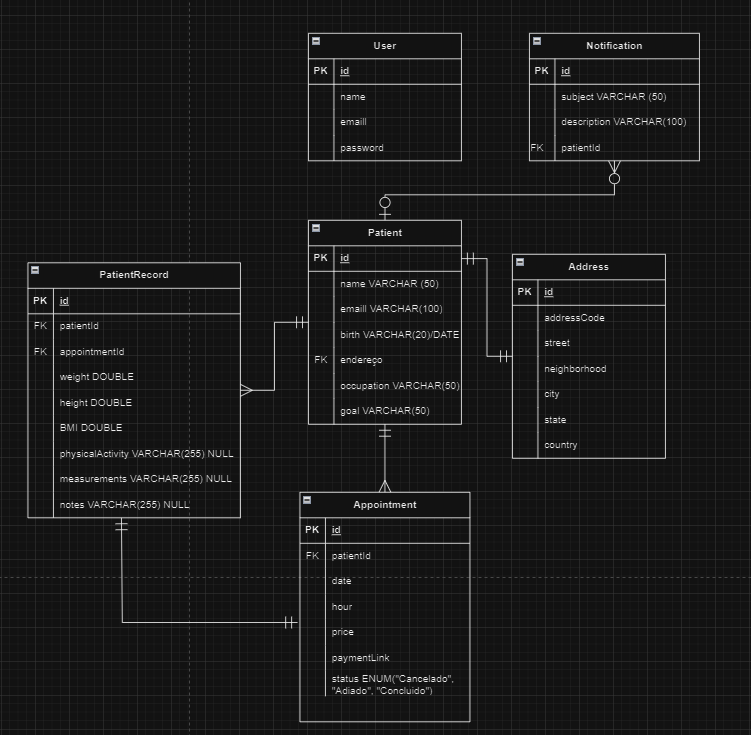 User
PK id
name
emaill
password
Notification
PK id
subject VARCHAR (50)
description VARCHAR(100)
FK patientId
Patient
PK id
name VARCHAR (50)
emaill VARCHAR(100)
birth VARCHAR(20)/DATE
FK endereço
occupation VARCHAR(50)
goal VARCHAR(50)
Address
PK id
addressCode
street
neighborhood
city
state
country
PatientRecord
PK id
FK patientId
FK appointmentId
weight DOUBLE
height DOUBLE
BMI DOUBLE
physicalActivity VARCHAR(255) NULL
measurements VARCHAR(255) NULL
notes VARCHAR(255) NULL
Appointment
PK id
FK patientId
date
hour
price
paymentLink
status ENUM("Cancelado",
"Adiado", "Concluido")